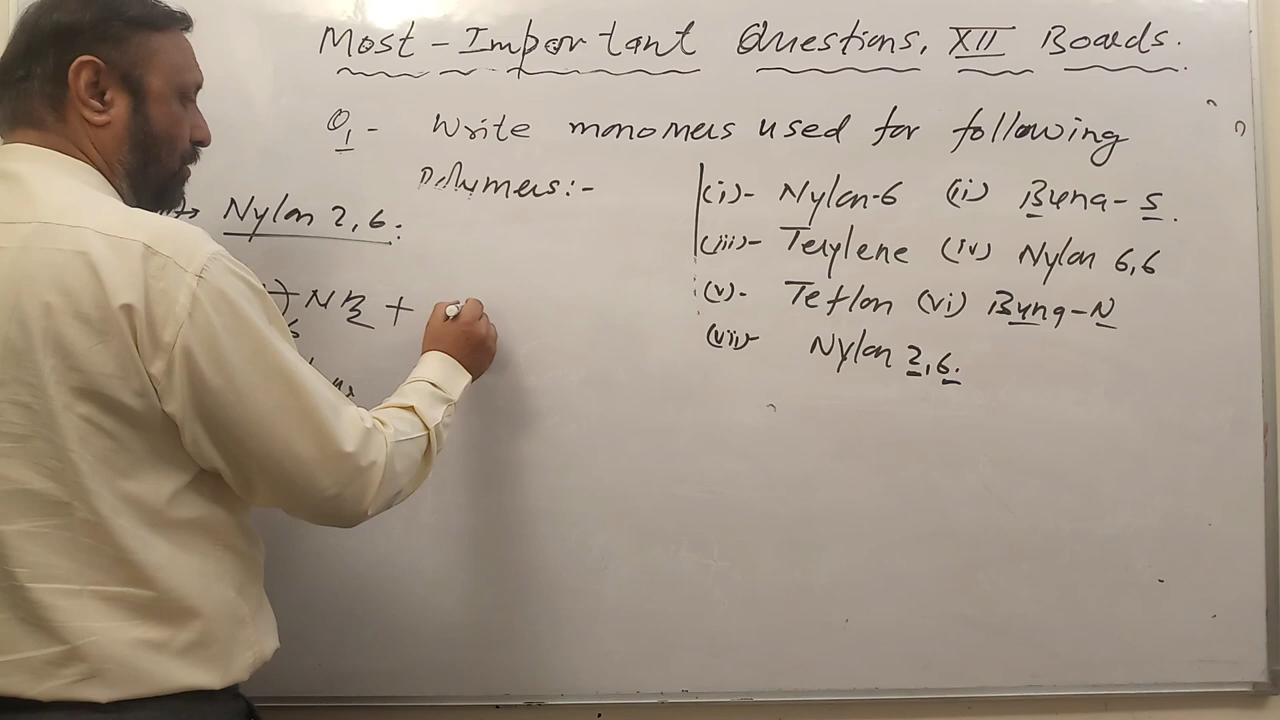 Most-Important Questions, XII Boards.
Q1- Write monomers used for following
Polymers:-
(i)- Nylon-6 (ii) Buna-S.
(iii)- Terylene (iv) Nylon 6,6
(v)- Teflon (vi) Buna-N
(vii)- Nylon 2,6.
Nylon 2,6:
NH2 +
6